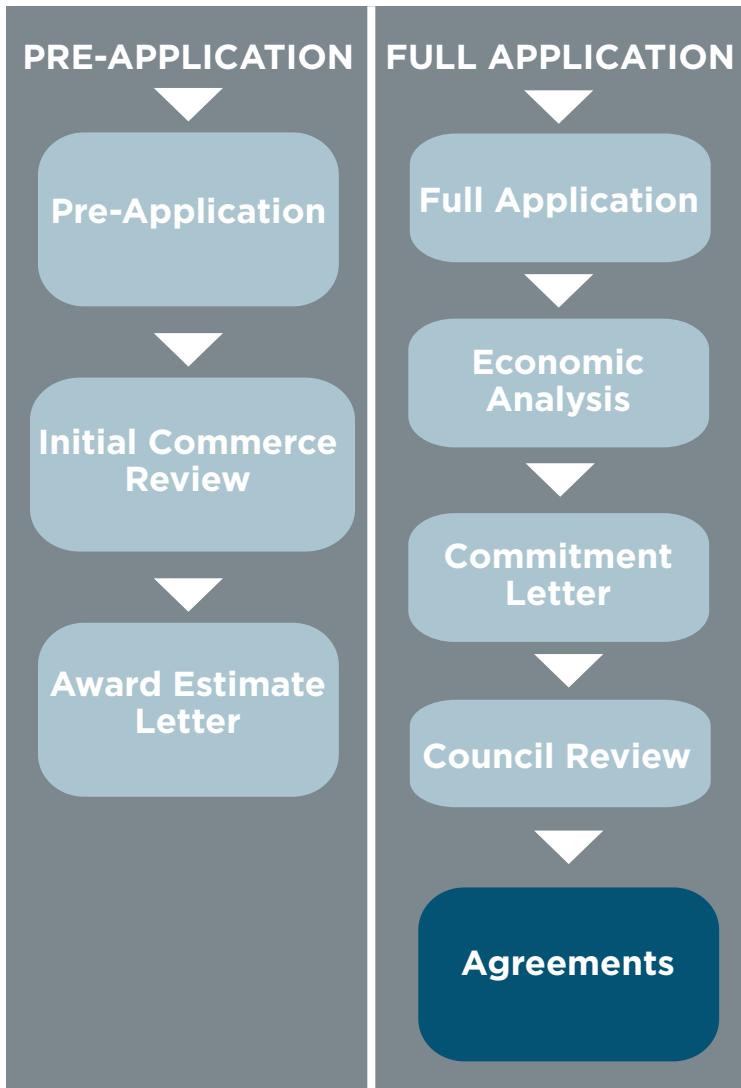 PRE-APPLICATION
Pre-Application
Initial Commerce
Review
Award Estimate
Letter
FULL APPLICATION
Full Application
Economic
Analysis
Commitment
Letter
Council Review
Agreements